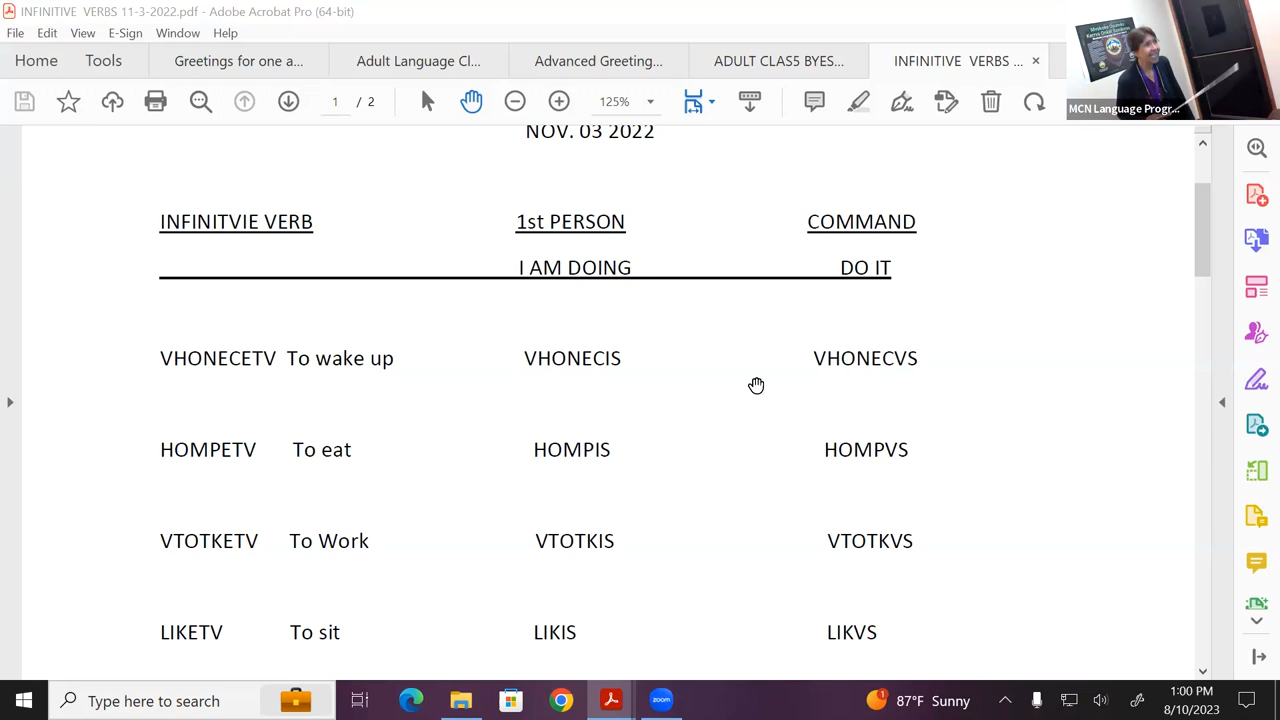 INFINITIVE VERBS 11-3-2022.pdf - Adobe Acrobat Pro (64-bit)
File Edit View E-Sign Window Help
Home Tools Greetings for one a... Adult Language Cl... Advanced Greeting... ADULT CLAS5 BYES... INFINITIVE VERBS ... ×
1 / 2 125%
MCN Language Progr...
NOV. 03 2022
INFINITVIE VERB 1st PERSON COMMAND
I AM DOING DO IT
VHONECETV To wake up VHONECIS VHONECVS
HOMPETV To eat HOMPIS HOMPVS
VTOTKETV To Work VTOTKIS VTOTKVS
LIKETV To sit LIKIS LIKVS
Type here to search
zoom
1
87°F Sunny
1:00 PM
8/10/2023